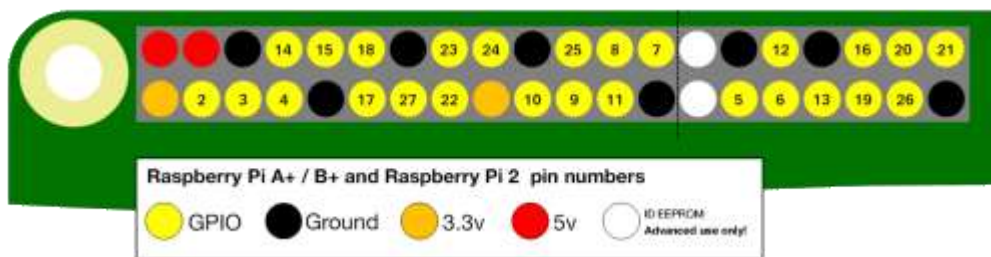 14 15 18 23 24 25 8 7 12 16 20 21
2 3 4 17 27 22 10 9 11 5 6 13 19 26
Raspberry Pi A+ / B+ and Raspberry Pi 2 pin numbers
GPIO Ground 3.3v 5v ID EEPROM
Advanced use only!